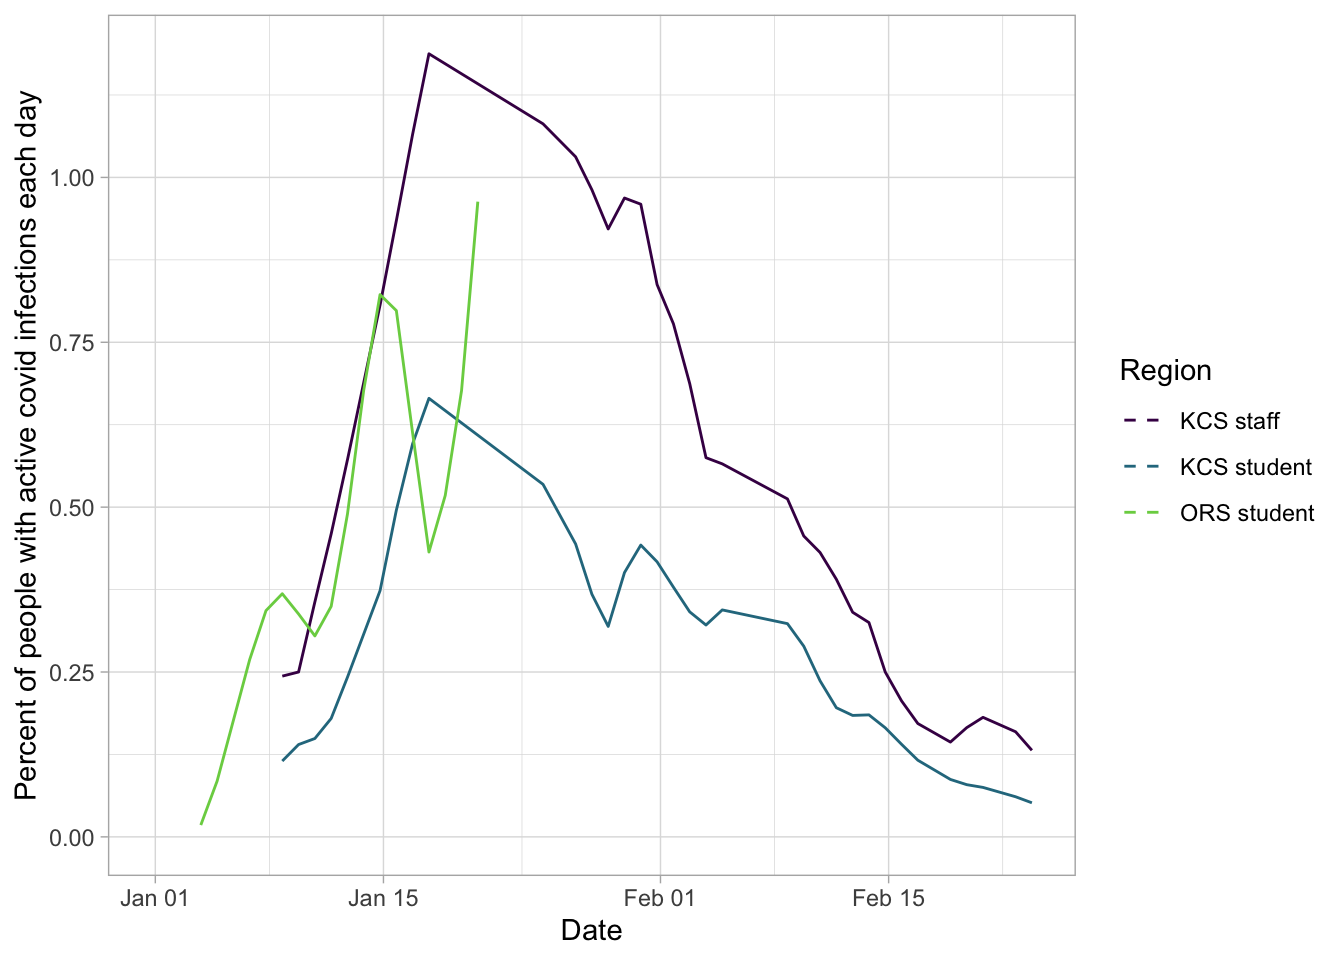 Percent of people with active covid infections each day
1.00
0.75
0.50
0.25
0.00
Jan 01
Jan 15
Feb 01
Feb 15
Date
Region
KCS staff
KCS student
ORS student